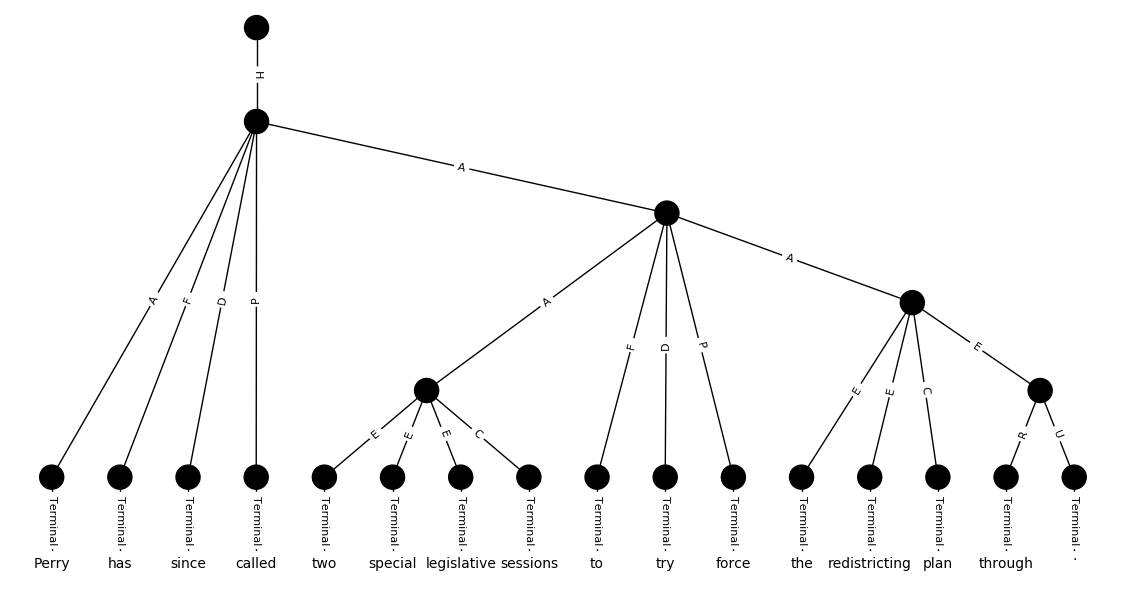 H
A
A
A F D P A F D P E E C E
E E E C R U
Terminal Terminal Terminal Terminal Terminal Terminal Terminal Terminal Terminal Terminal Terminal Terminal Terminal Terminal Terminal Terminal
Perry has since called two special legislative sessions to try force the redistricting plan through .